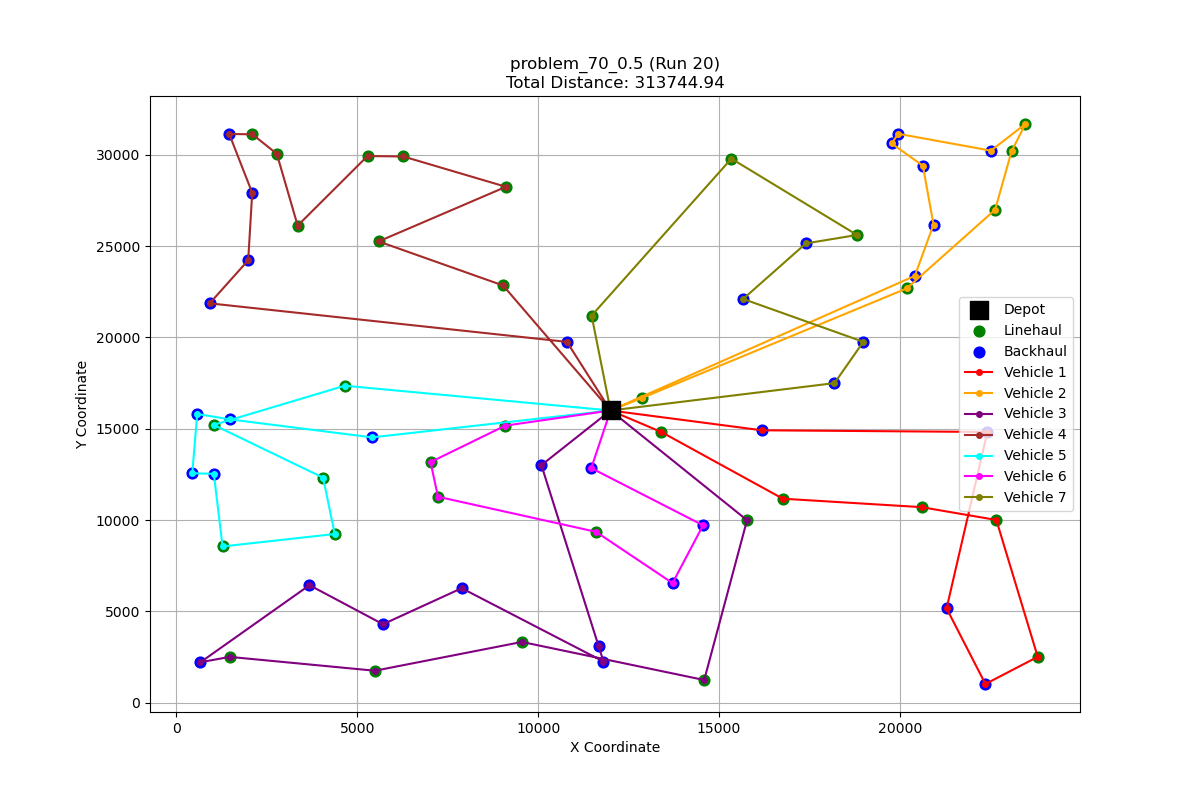 problem_70_0.5 (Run 20)
Total Distance: 313744.94
Y Coordinate
30000
25000
20000
15000
10000
5000
0
0 5000 10000 15000 20000
X Coordinate
Depot
Linehaul
Backhaul
Vehicle 1
Vehicle 2
Vehicle 3
Vehicle 4
Vehicle 5
Vehicle 6
Vehicle 7